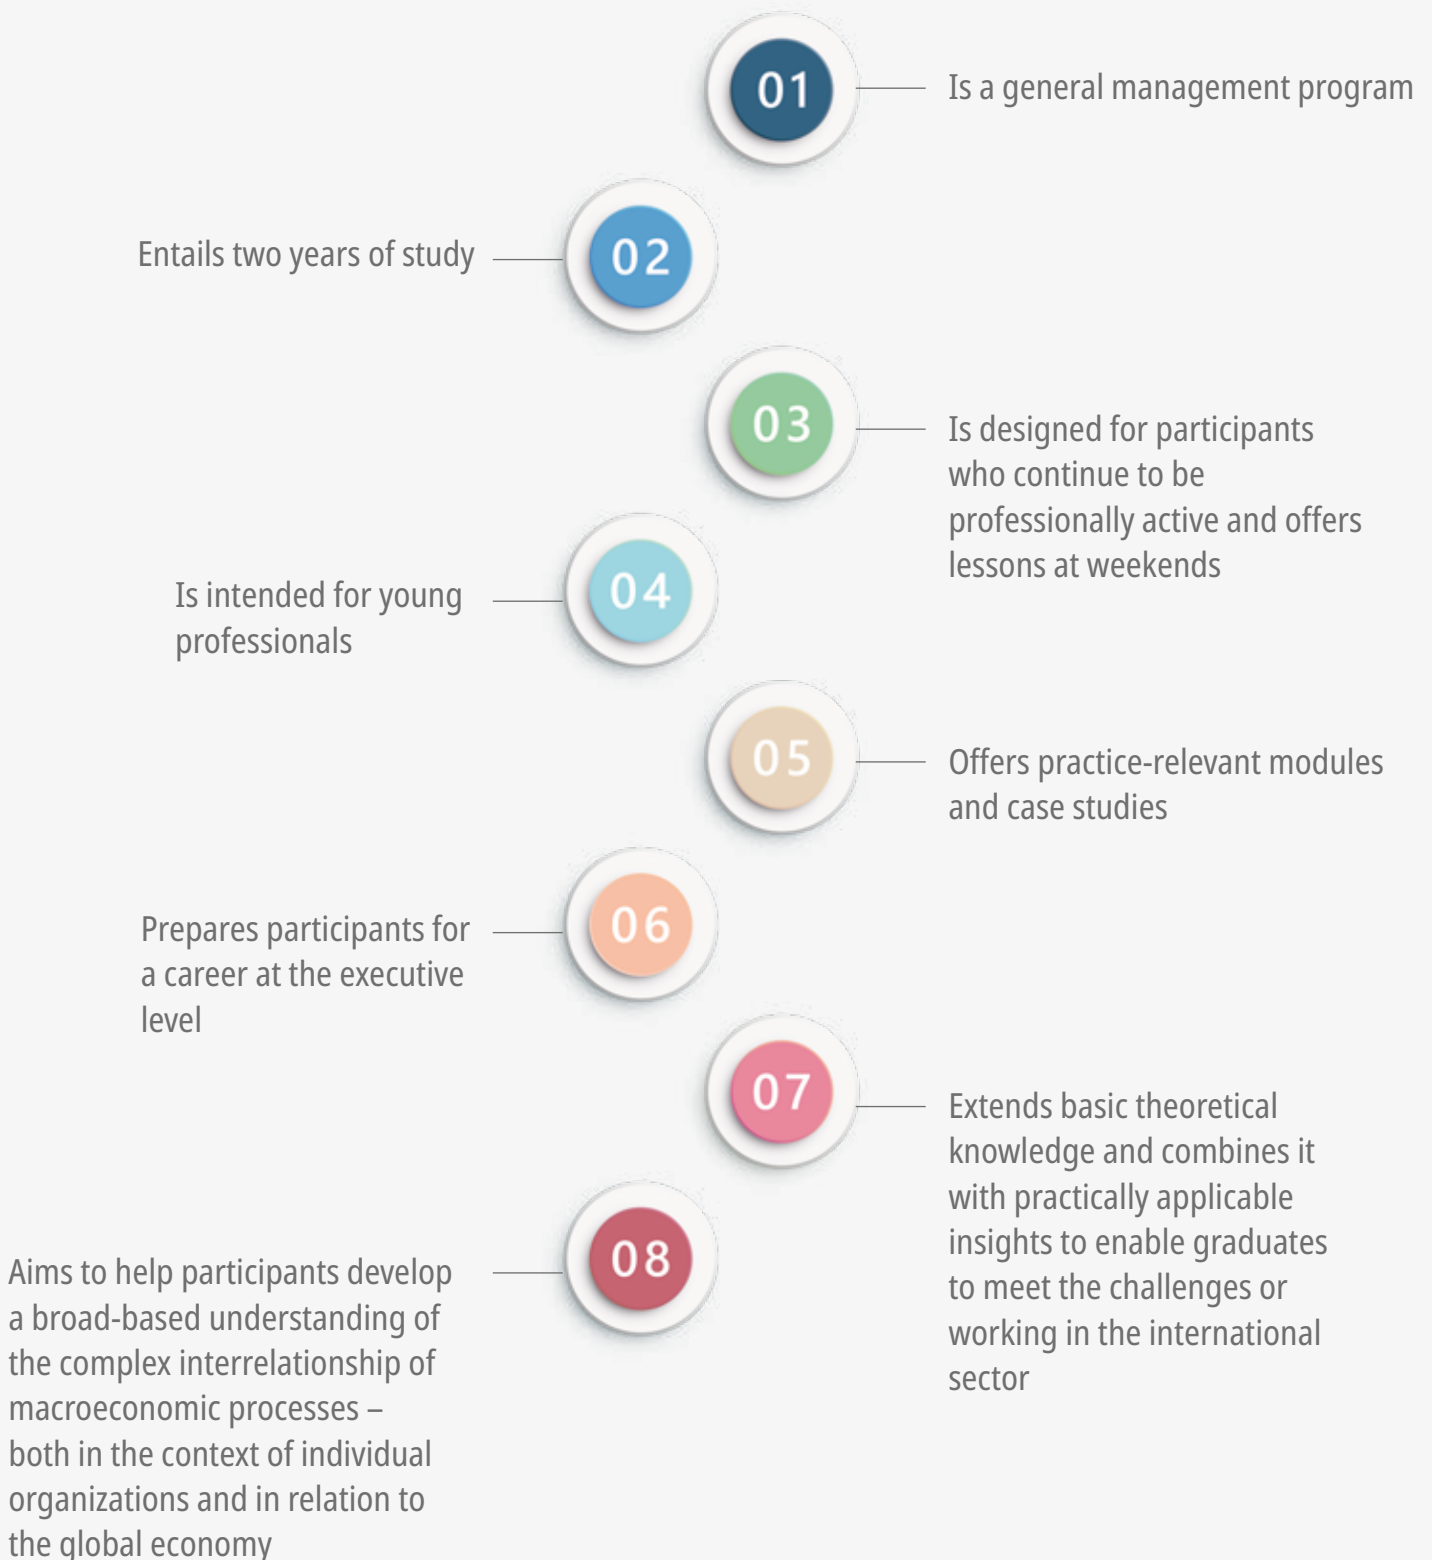 01
Is a general management program
02
Entails two years of study
03
Is designed for participants
who continue to be
professionally active and offers
lessons at weekends
04
Is intended for young
professionals
05
Offers practice-relevant modules
and case studies
06
Prepares participants for
a career at the executive
level
07
Extends basic theoretical
knowledge and combines it
with practically applicable
insights to enable graduates
to meet the challenges or
working in the international
sector
08
Aims to help participants develop
a broad-based understanding of
the complex interrelationship of
macroeconomic processes –
both in the context of individual
organizations and in relation to
the global economy